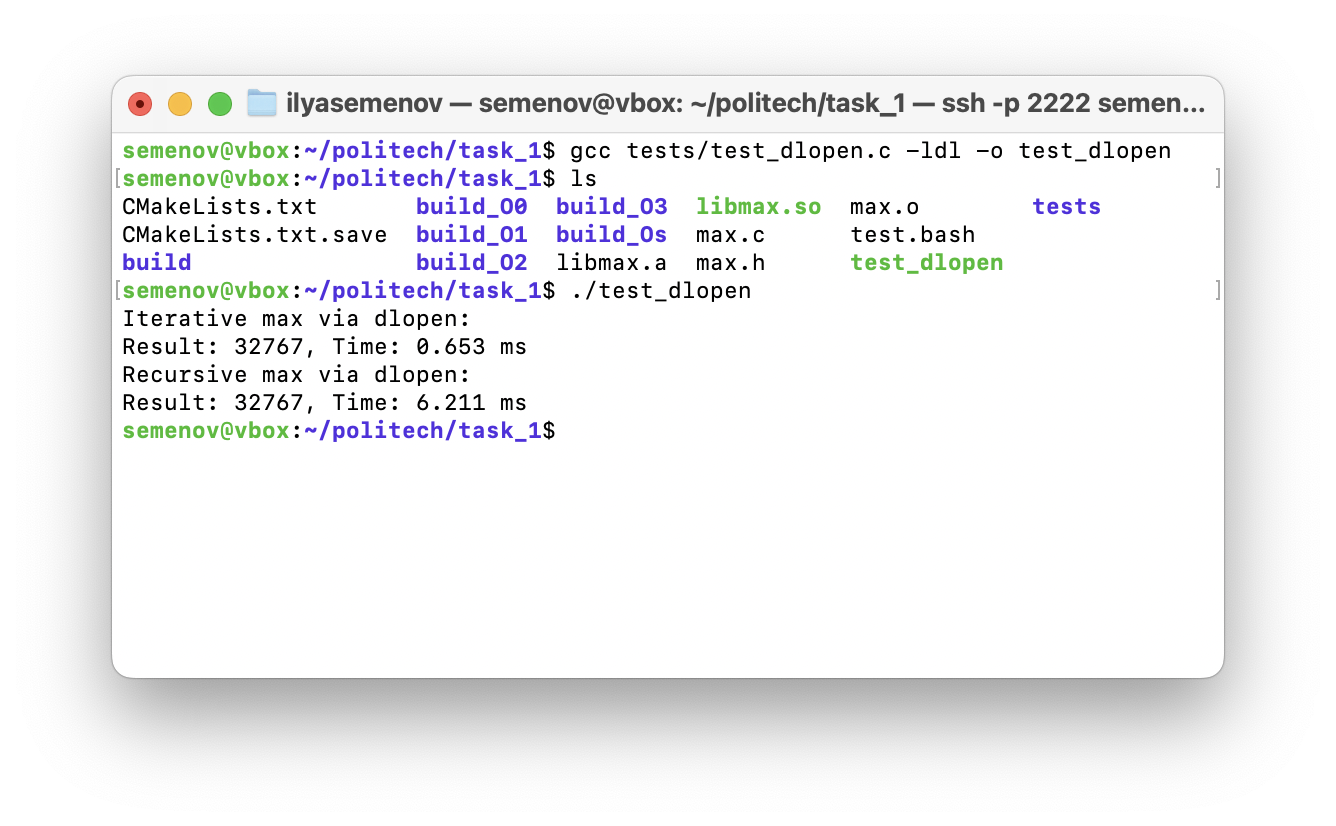 ilyasemenov — semenov@vbox: ~/politech/task_1 — ssh -p 2222 semen...
semenov@vbox:~/politech/task_1$ gcc tests/test_dlopen.c -ldl -o test_dlopen
[semenov@vbox:~/politech/task_1$ ls ]
CMakeLists.txt build_O0 build_O3 libmax.so max.o tests
CMakeLists.txt.save build_O1 build_Os max.c test.bash
build build_O2 libmax.a max.h test_dlopen
[semenov@vbox:~/politech/task_1$ ./test_dlopen ]
Iterative max via dlopen:
Result: 32767, Time: 0.653 ms
Recursive max via dlopen:
Result: 32767, Time: 6.211 ms
semenov@vbox:~/politech/task_1$